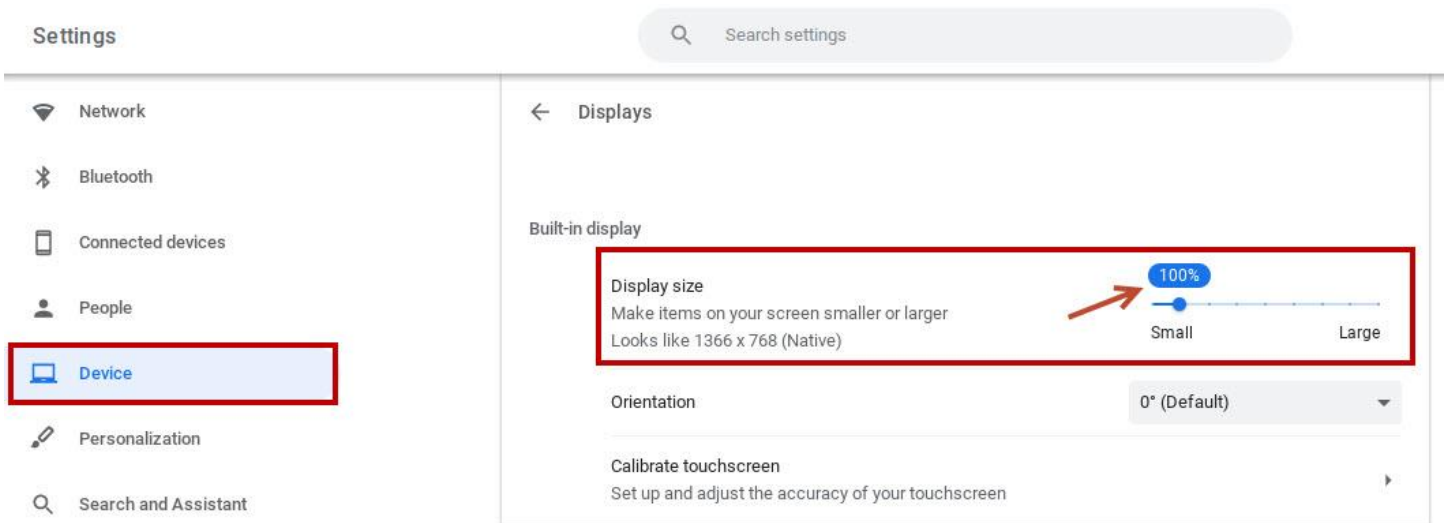 Settings
Search settings
Network
Bluetooth
Connected devices
People
Device
Personalization
Search and Assistant
Displays
Built-in display
Display size
Make items on your screen smaller or larger
Looks like 1366 x 768 (Native)
100%
Small
Large
Orientation
0° (Default)
Calibrate touchscreen
Set up and adjust the accuracy of your touchscreen